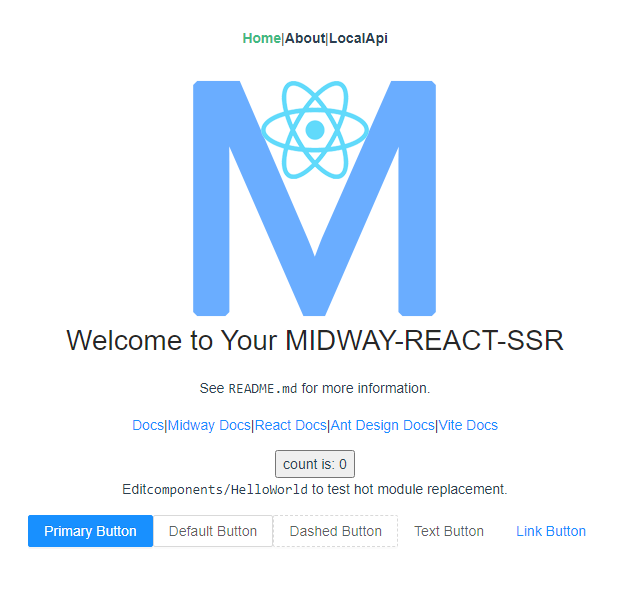 Home|About|LocalApi
M
Welcome to Your MIDWAY-REACT-SSR
See README.md for more information.
Docs|Midway Docs|React Docs|Ant Design Docs|Vite Docs
count is: 0
Editcomponents/HelloWorld to test hot module replacement.
Primary Button Default Button Dashed Button Text Button Link Button